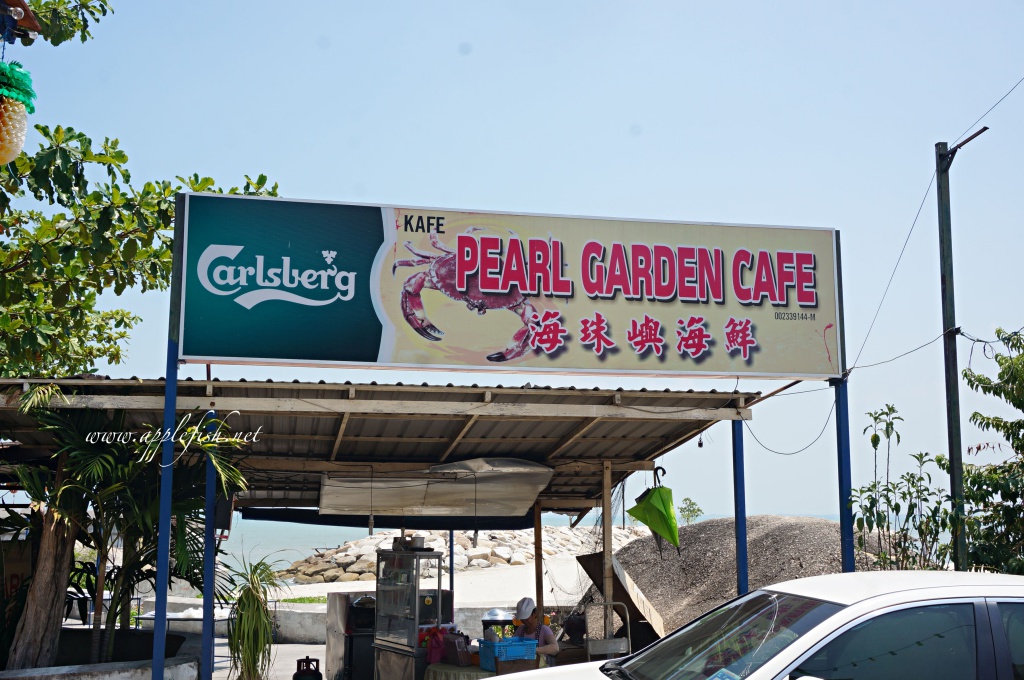 Carlsberg
KAFE
PEARL GARDEN CAFE
002339144-M
海珠嶼海鮮
www.applefish.net